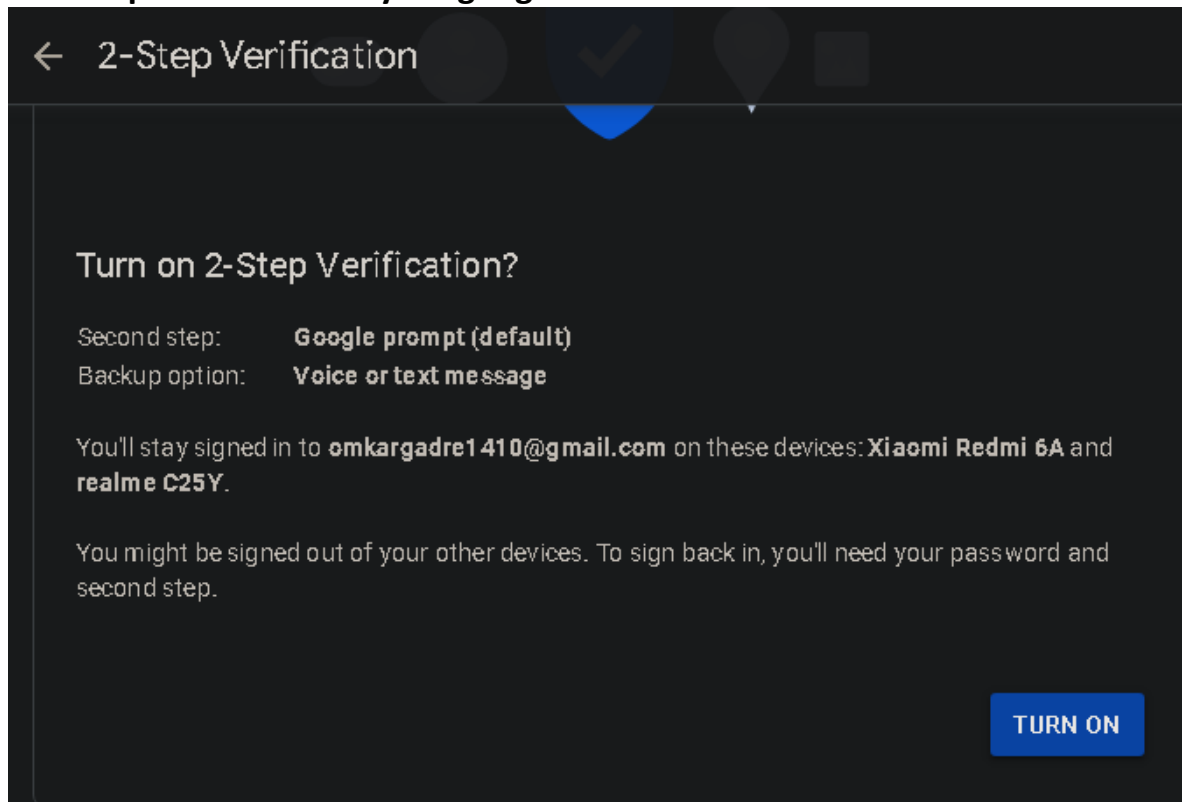 2-Step Verification
Turn on 2-Step Verification?
Second step: Google prompt (default)
Backup option: Voice or text message
You'll stay signed in to omkargadre1410@gmail.com on these devices: Xiaomi Redmi 6A and
realme C25Y.
You might be signed out of your other devices. To sign back in, you'll need your password and
second step.
TURN ON